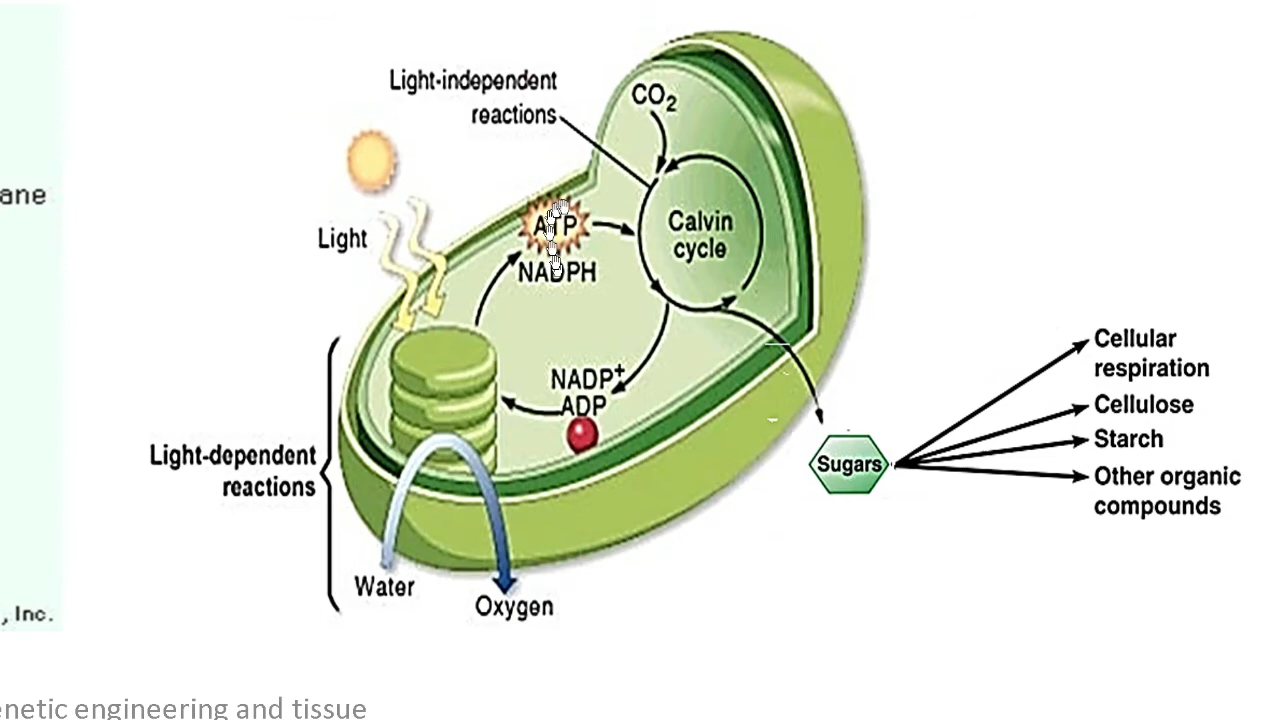 ane
Light-independent
reactions
CO2
Light
ATP
NADPH
Calvin
cycle
NADP+
ADP
Light-dependent
reactions
Water
Oxygen
Sugars
Cellular
respiration
Cellulose
Starch
Other organic
compounds
, Inc.
enetic engineering and tissue